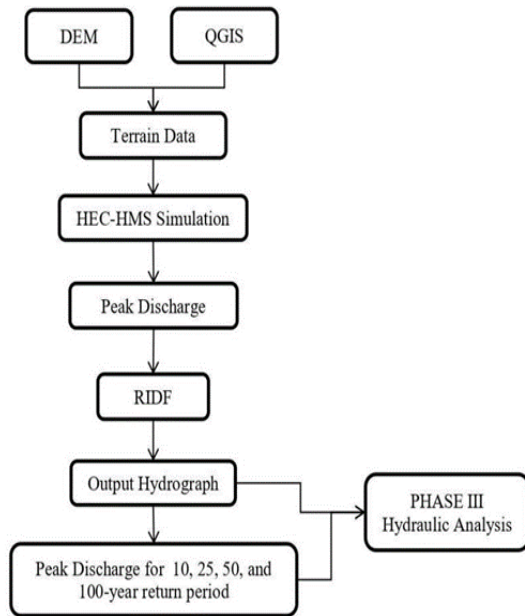 DEM
QGIS
Terrain Data
HEC-HMS Simulation
Peak Discharge
RIDF
Output Hydrograph
PHASE III
Hydraulic Analysis
Peak Discharge for 10, 25, 50, and
100-year return period